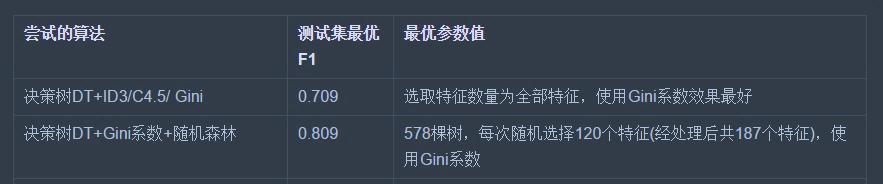 尝试的算法 测试集最优 最优参数值
F1
决策树DT+ID3/C4.5/ Gini 0.709 选取特征数量为全部特征，使用Gini系数效果最好
决策树DT+Gini系数+随机森林 0.809 578棵树，每次随机选择120个特征(经处理后共187个特征)，使
用Gini系数